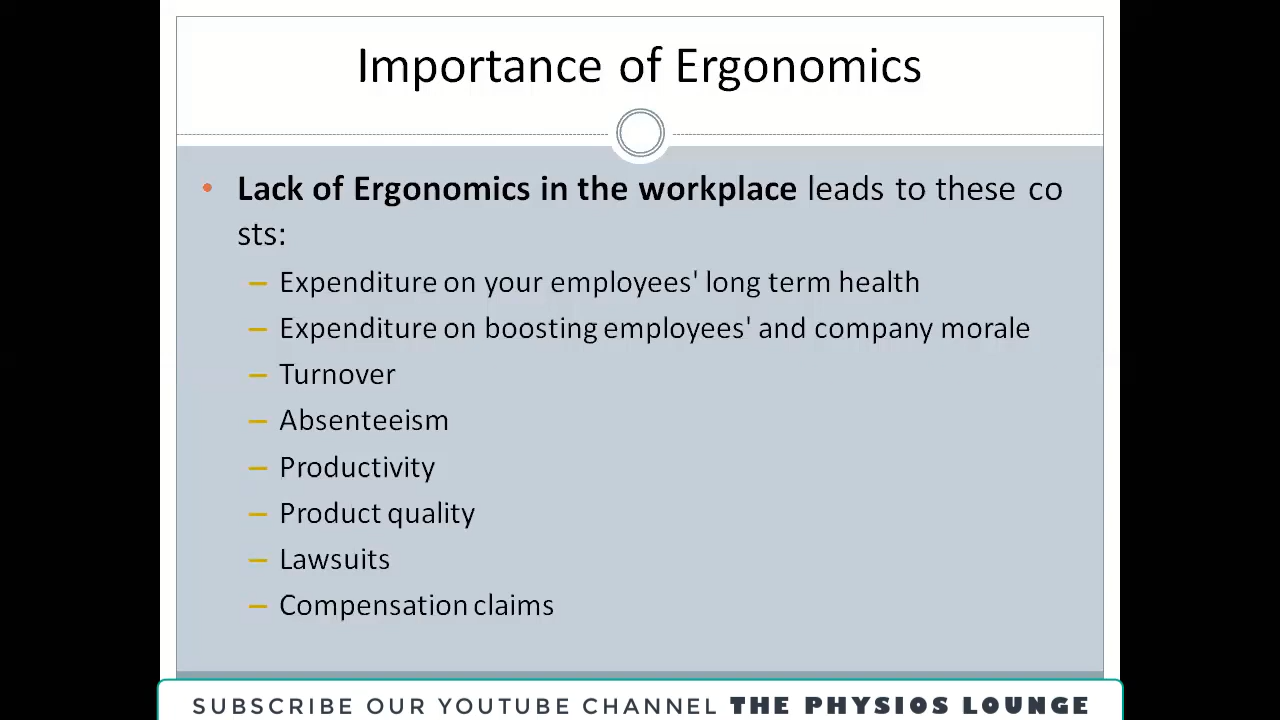 Importance of Ergonomics
• Lack of Ergonomics in the workplace leads to these co
sts:
– Expenditure on your employees' long term health
– Expenditure on boosting employees' and company morale
– Turnover
– Absenteeism
– Productivity
– Product quality
– Lawsuits
– Compensation claims
SUBSCRIBE OUR YOUTUBE CHANNEL THE PHYSIOS LOUNGE